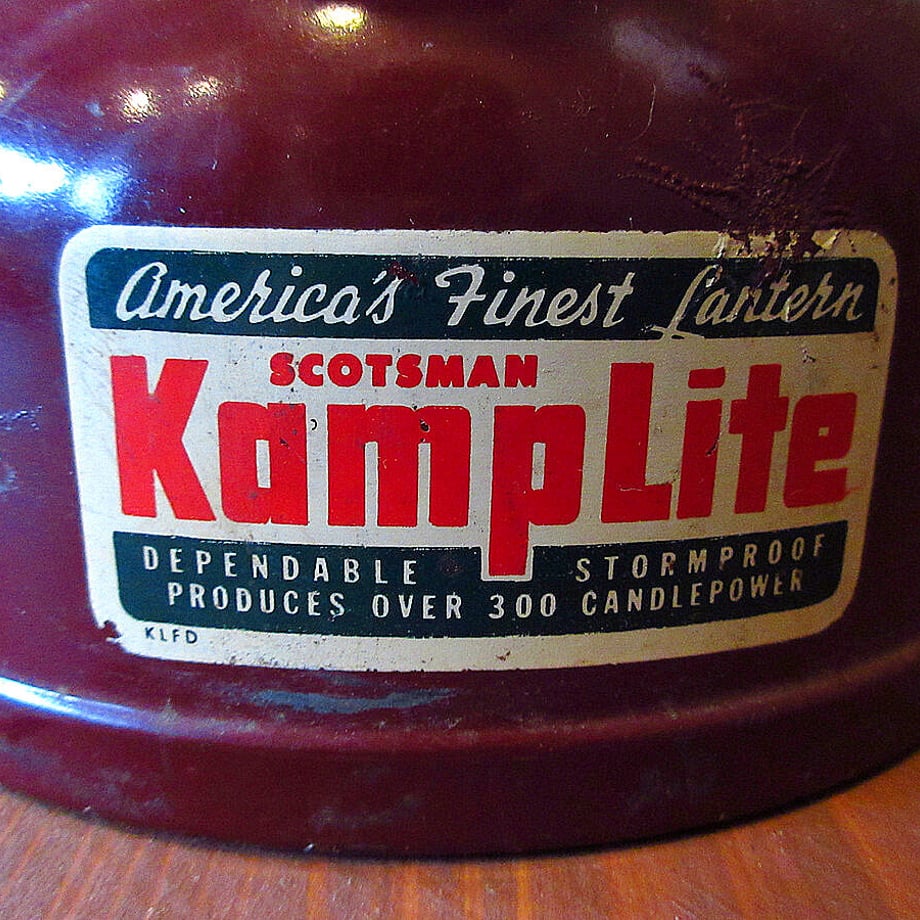 America's Finest Lantern
SCOTSMAN
KampLite
DEPENDABLE STORMPROOF
PRODUCES OVER 300 CANDLEPOWER
KLFD